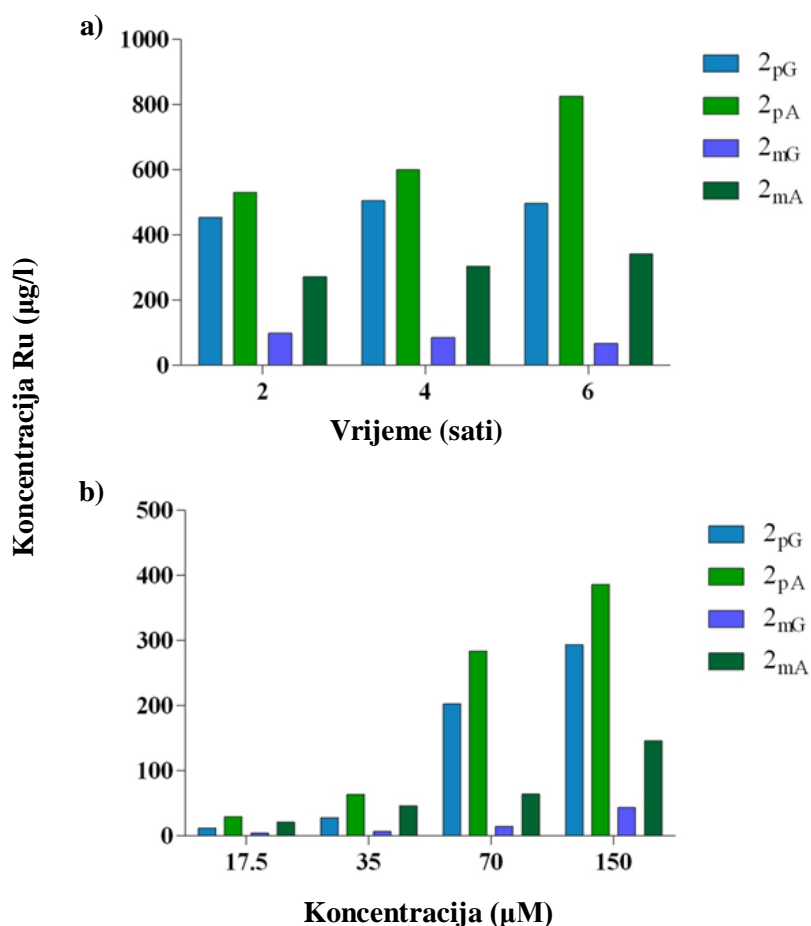 a)
1000
800
600
400
200
0
2
4
6
Vrijeme (sati)
2pG
2pA
2mG
2mA
Koncentracija Ru (µg/l)
b)
500
400
300
200
100
0
17.5
35
70
150
Koncentracija (µM)
2pG
2pA
2mG
2mA